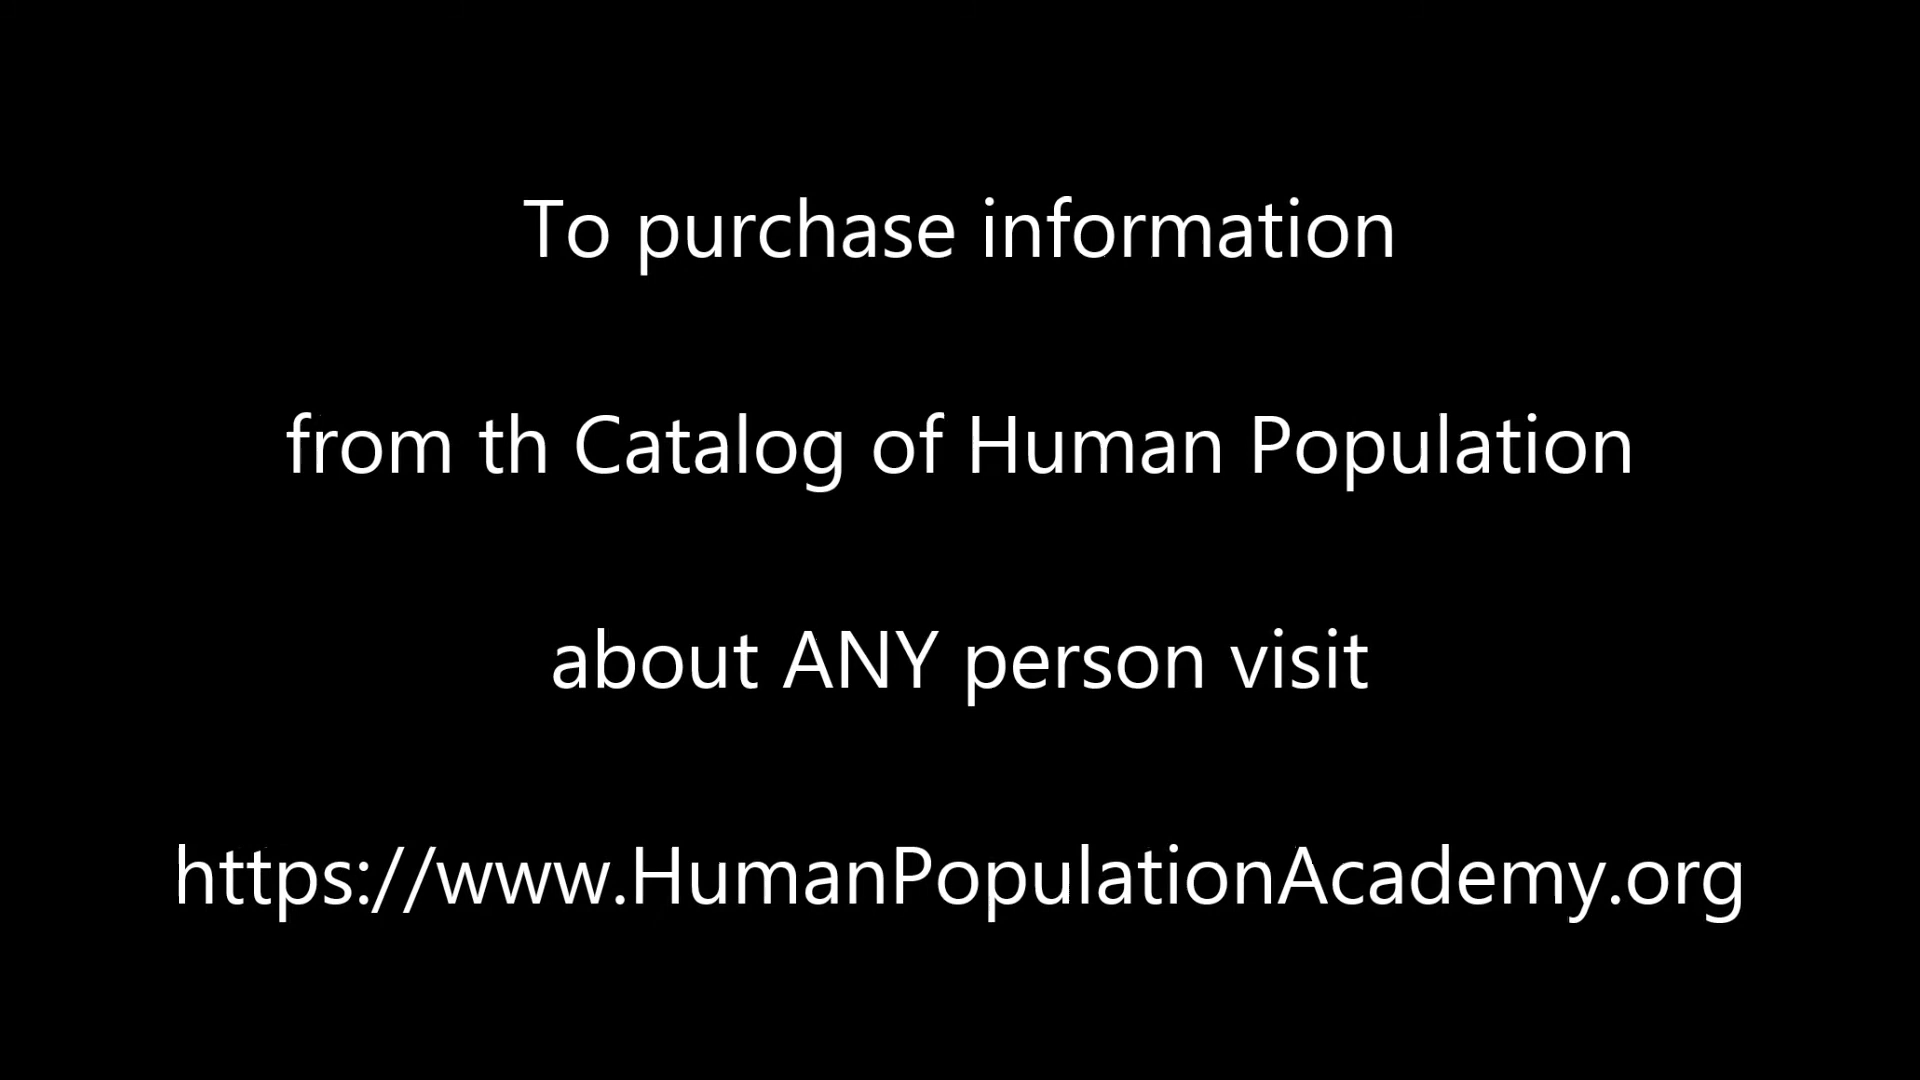 To purchase information
from th Catalog of Human Population
about ANY person visit
https://www.HumanPopulationAcademy.org